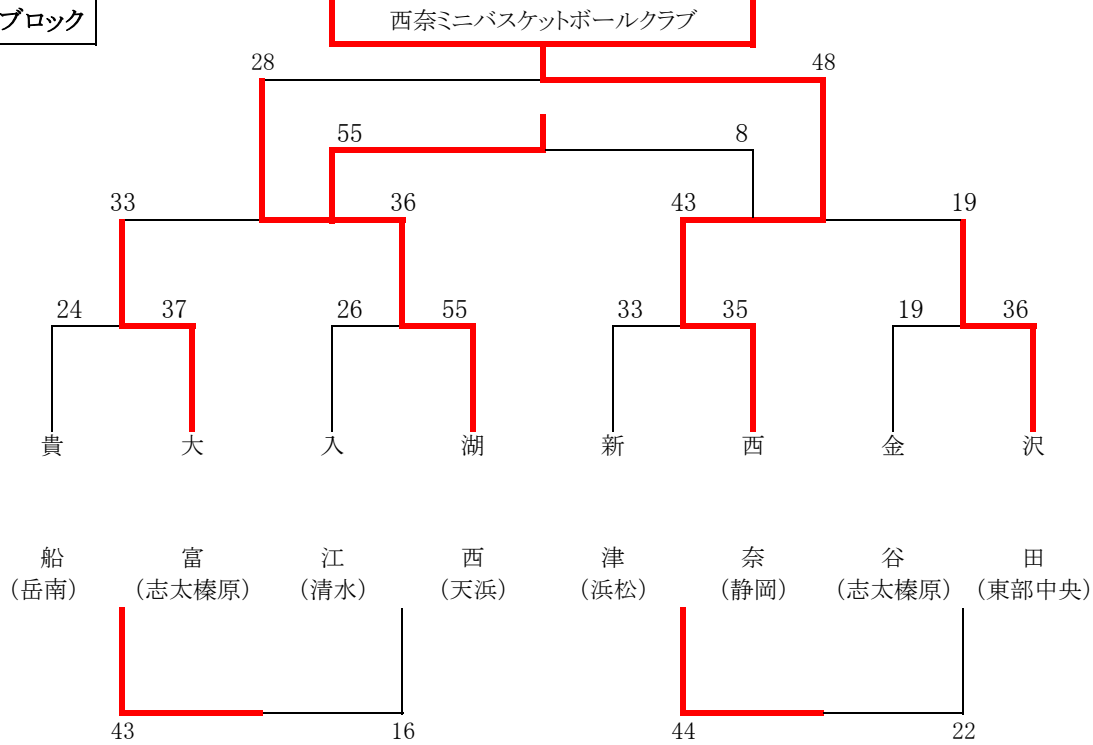 ブロック
西奈ミニバスケットボールクラブ
28 48
55 8
33 36 43 19
24 37 26 55 33 35 19 36
貴 大 入 湖 新 西 金 沢
船 富 江 西 津 奈 谷 田
(岳南) (志太榛原) (清水) (天浜) (浜松) (静岡) (志太榛原) (東部中央)
43 16 44 22